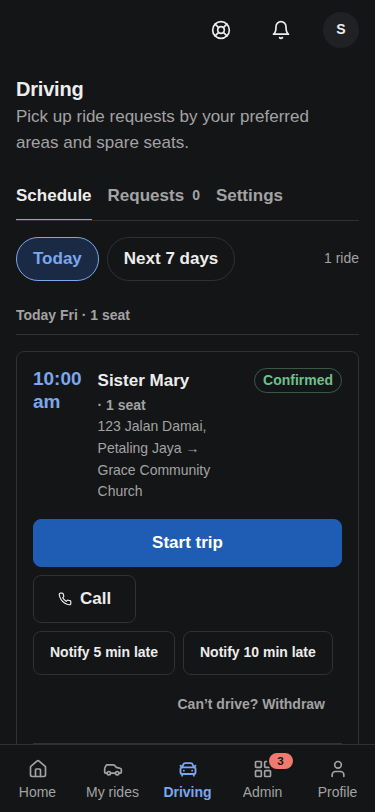 S
Driving
Pick up ride requests by your preferred
areas and spare seats.
Schedule Requests 0 Settings
Today Next 7 days 1 ride
Today Fri · 1 seat
10:00 am
Sister Mary
Confirmed
· 1 seat
123 Jalan Damai,
Petaling Jaya →
Grace Community
Church
Start trip
Call
Notify 5 min late Notify 10 min late
Can’t drive? Withdraw
3
Home My rides Driving Admin Profile